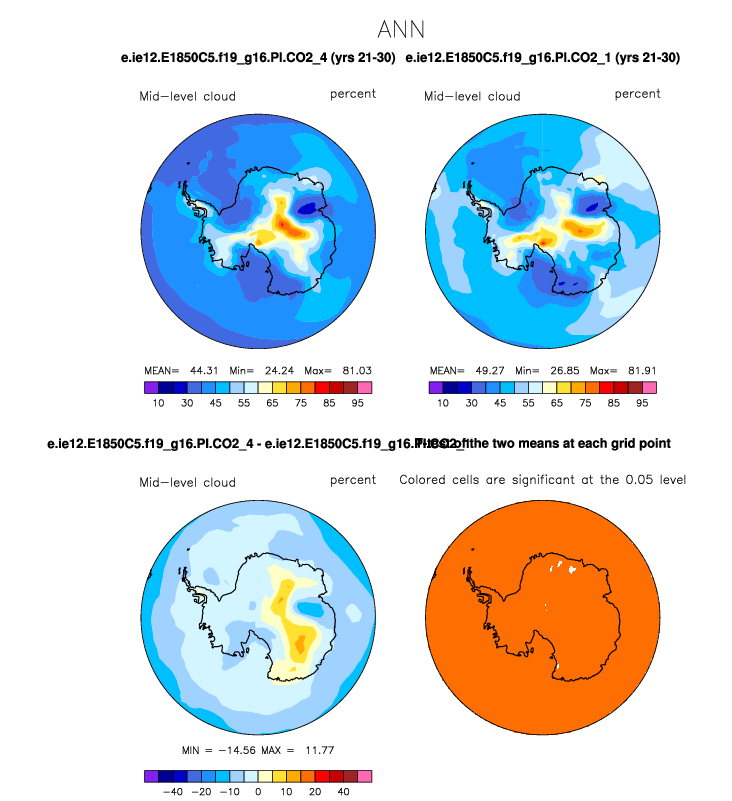 ANN
e.ie12.E1850C5.f19_g16.PI.CO2_4 (yrs 21-30) e.ie12.E1850C5.f19_g16.PI.CO2_1 (yrs 21-30)
Mid-level cloud percent Mid-level cloud percent
MEAN= 44.31 Min= 24.24 Max= 81.03 MEAN= 49.27 Min= 26.85 Max= 81.91
10 30 45 55 65 75 85 95 10 30 45 55 65 75 85 95
e.ie12.E1850C5.f19_g16.PI.CO2_4 - e.ie12.E1850C5.f19_g16. of the two means at each grid point
Mid-level cloud percent Colored cells are significant at the 0.05 level
MIN = -14.56 MAX = 11.77
-40 -20 -10 0 10 20 40